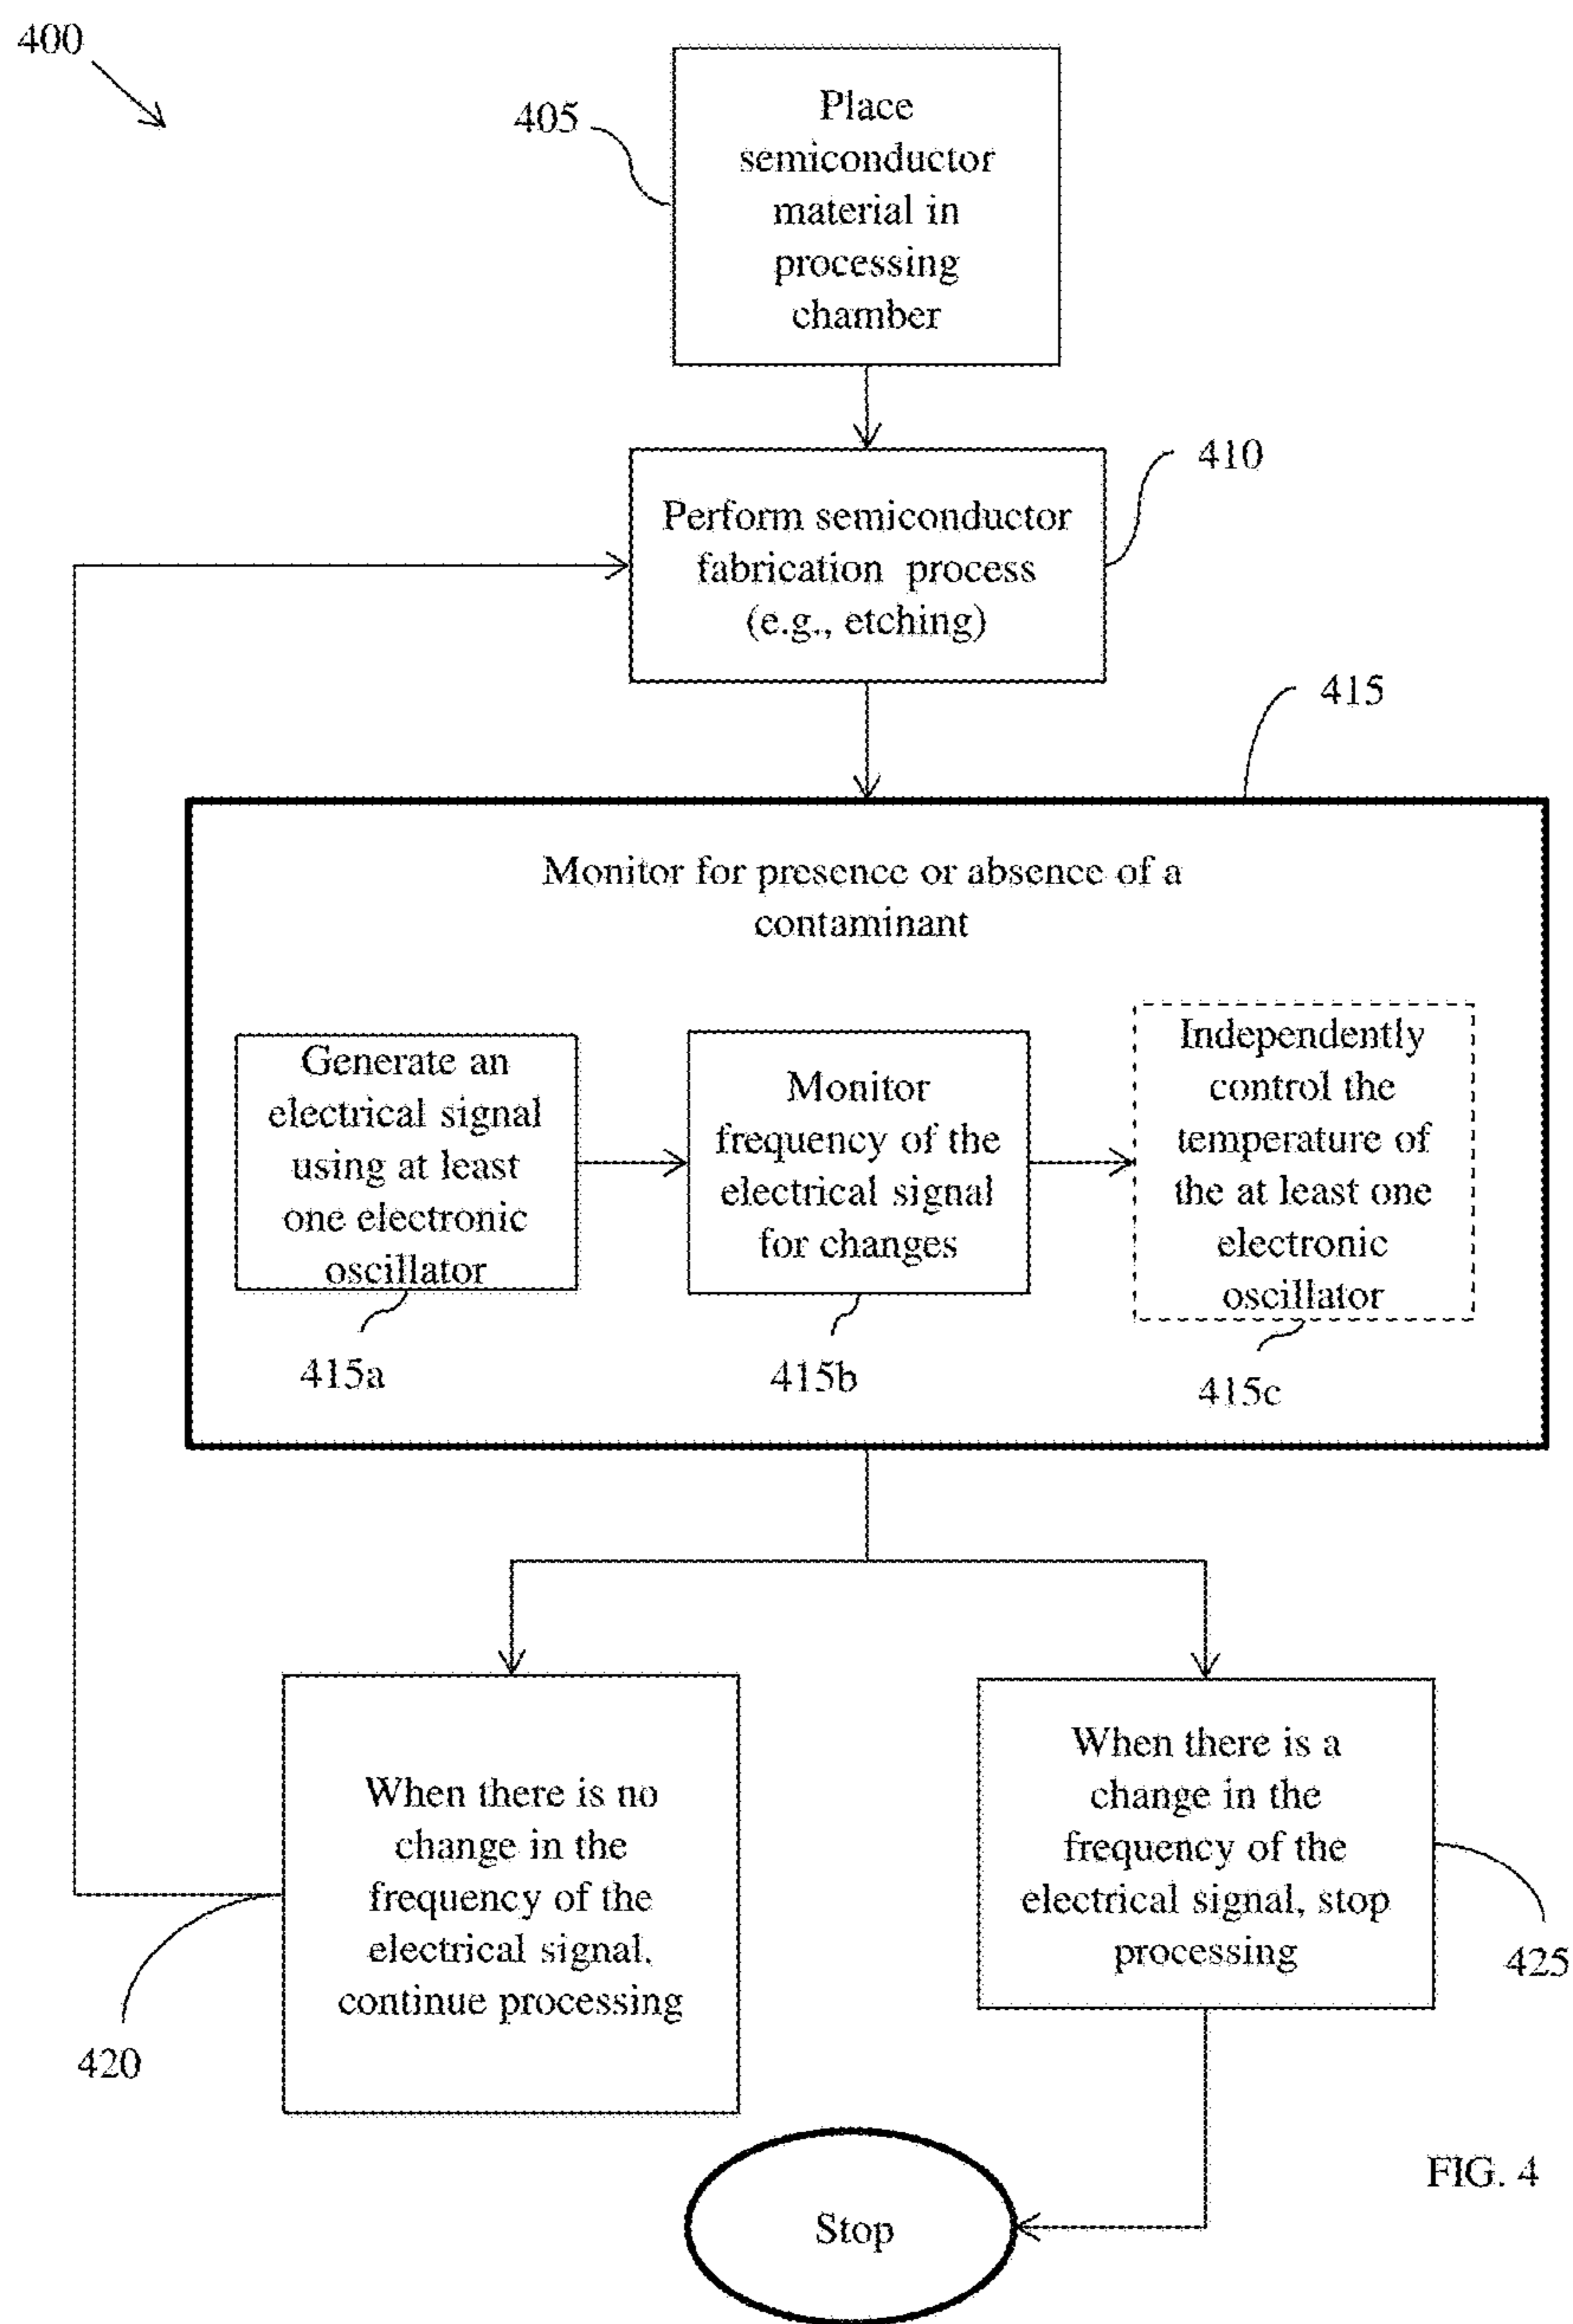 400
405
Place
semiconductor
material in
processing
chamber
410
Perform semiconductor
fabrication process
(e.g., etching)
415
Monitor for presence or absence of a
contaminant
Generate an
electrical signal
using at least
one electronic
oscillator
415a
Monitor
frequency of the
electrical signal
for changes
415b
Independently
control the
temperature of
the at least one
electronic
oscillator
415c
When there is no
change in the
frequency of the
electrical signal,
continue processing
420
When there is a
change in the
frequency of the
electrical signal, stop
processing
425
Stop
FIG. 4